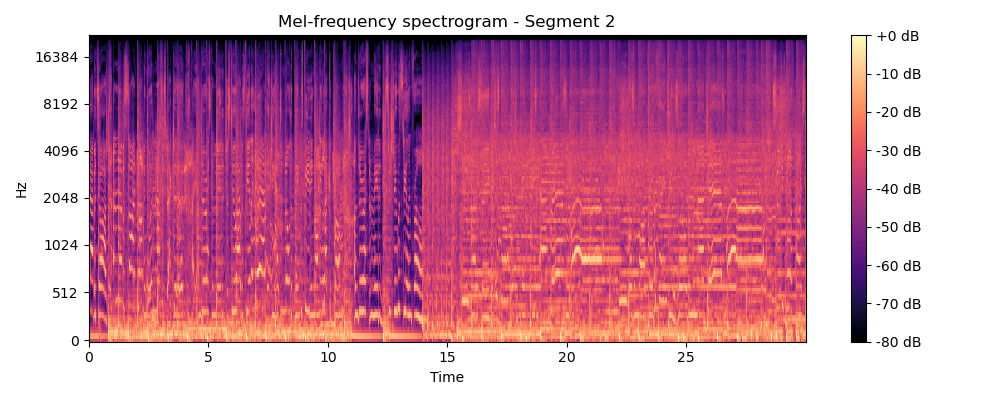 Mel-frequency spectrogram - Segment 2
Hz
16384
8192
4096
2048
1024
512
0
0 5 10 15 20 25
Time
+0 dB
-10 dB
-20 dB
-30 dB
-40 dB
-50 dB
-60 dB
-70 dB
-80 dB